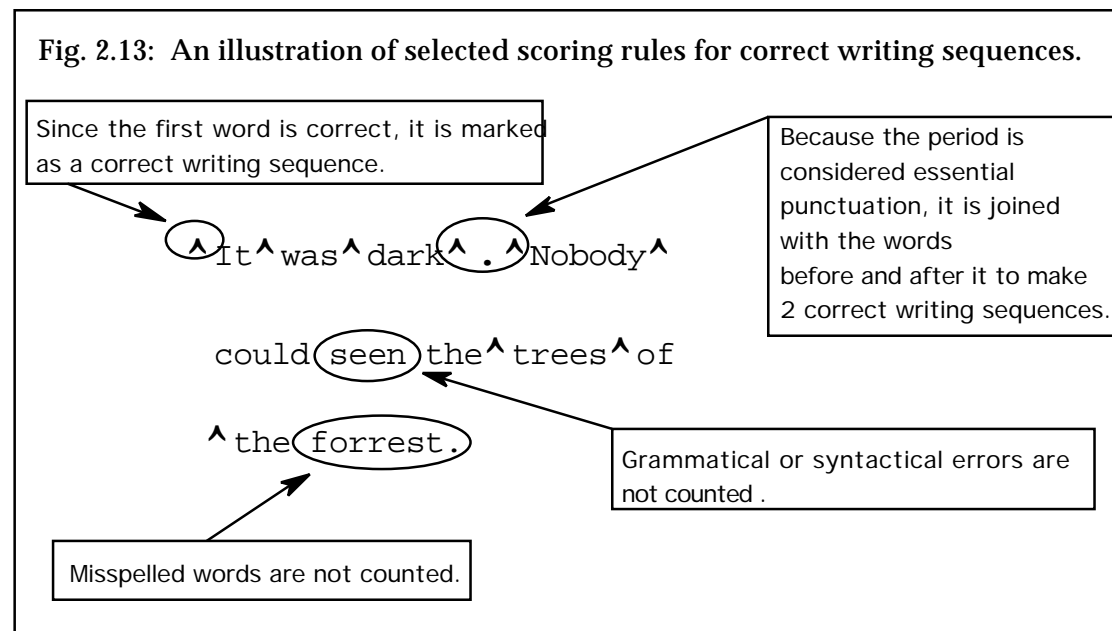 Fig. 2.13: An illustration of selected scoring rules for correct writing sequences.
Since the first word is correct, it is marked
as a correct writing sequence.
Because the period is
considered essential
punctuation, it is joined
with the words
before and after it to make
2 correct writing sequences.
^It^was^dark^.^Nobody^
could seen the^trees^of
^the forrest.
Grammatical or syntactical errors are
not counted .
Misspelled words are not counted.